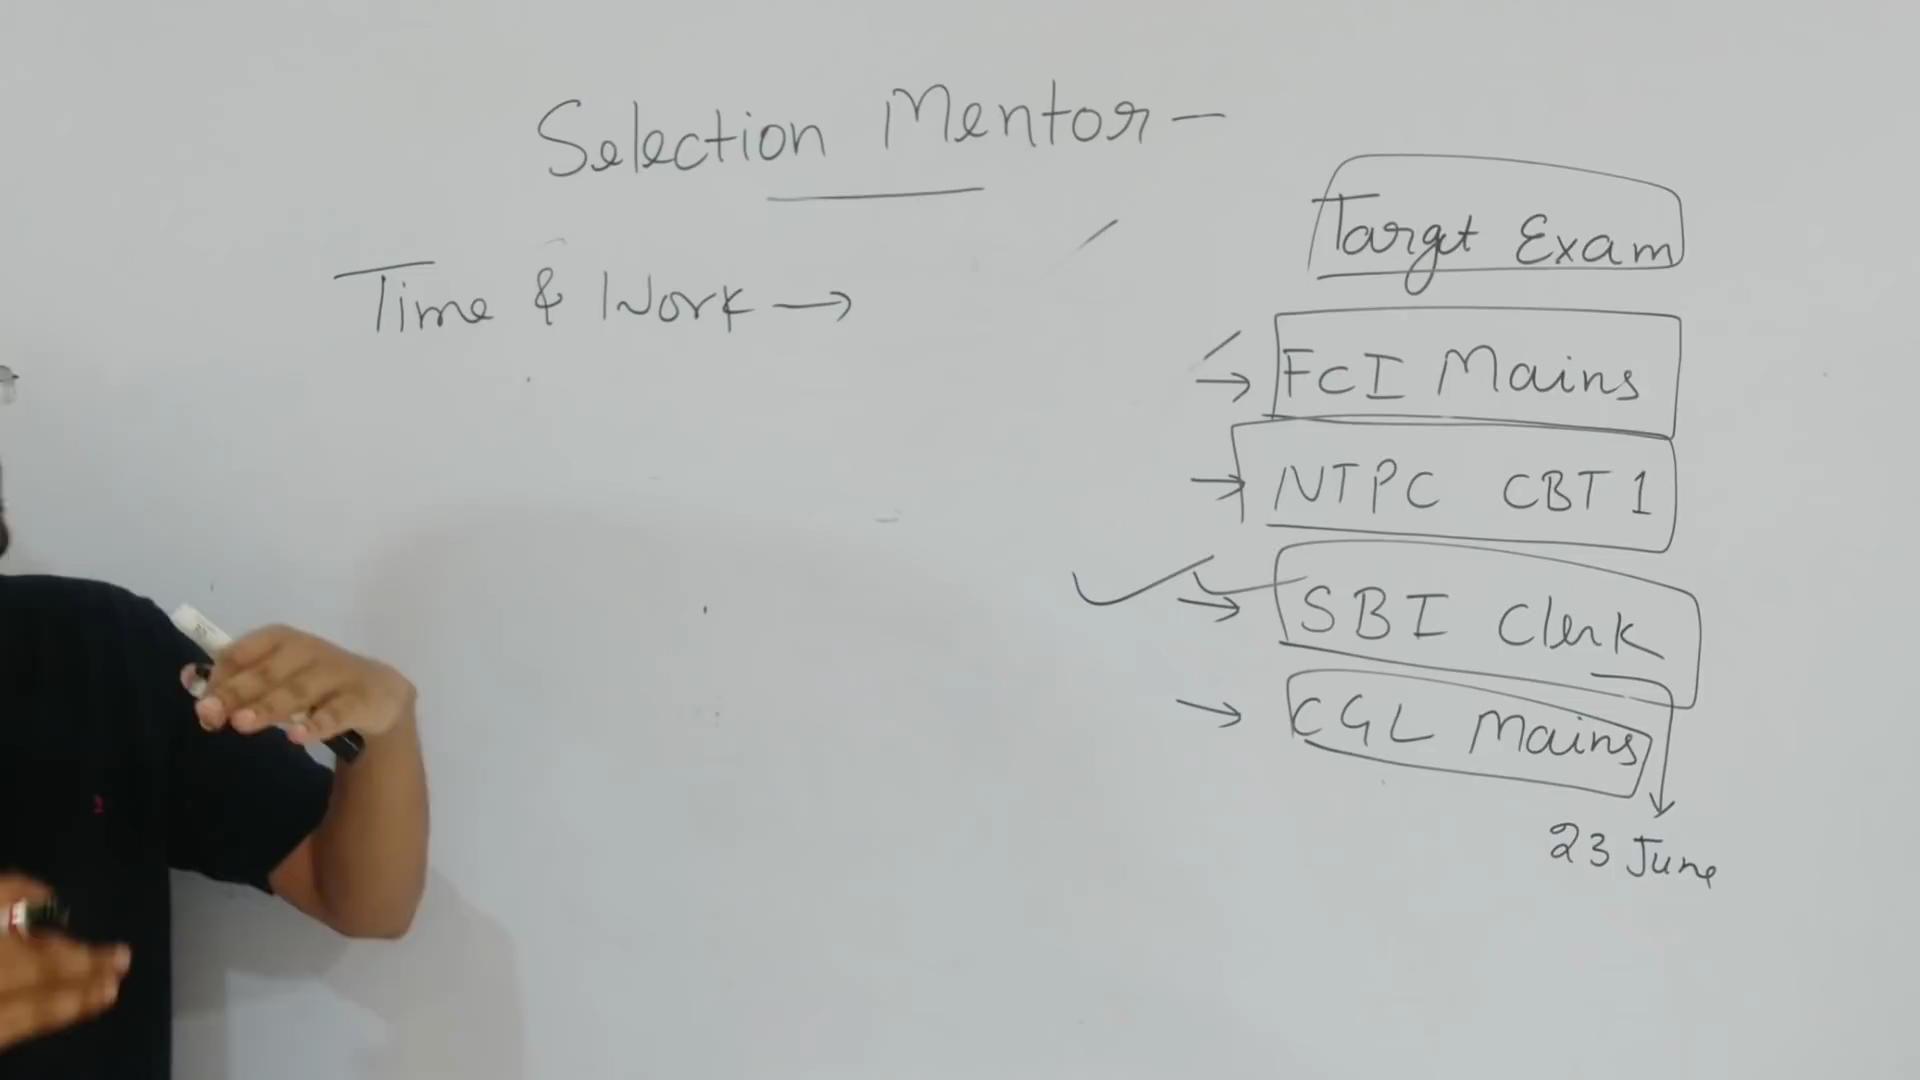 Selection Mentor -
Time & Work →
Target Exam
→ FCI Mains
→ NTPC CBT 1
→ SBI Clerk
→ CGL Mains
23 June